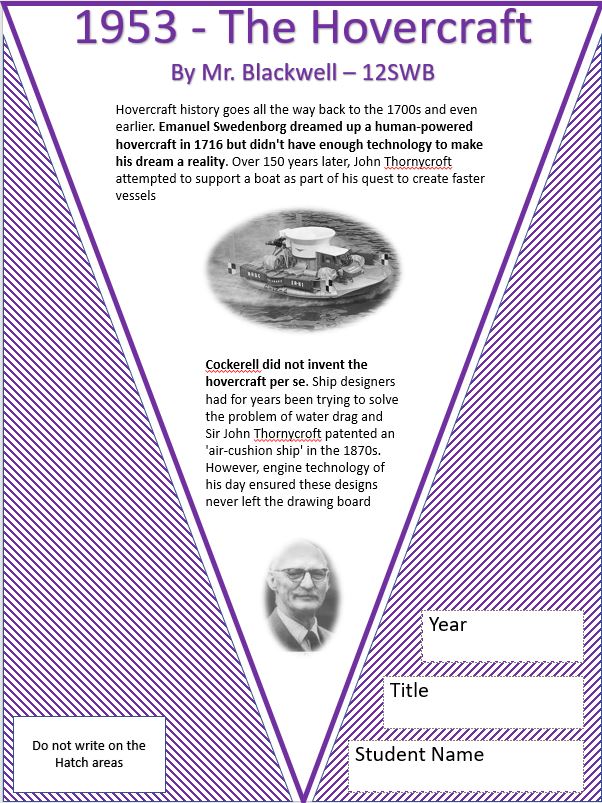 1953 - The Hovercraft
By Mr. Blackwell – 12SWB
Hovercraft history goes all the way back to the 1700s and even
earlier. Emanuel Swedenborg dreamed up a human-powered
hovercraft in 1716 but didn't have enough technology to make
his dream a reality. Over 150 years later, John Thornycroft
attempted to support a boat as part of his quest to create faster
vessels
Cockerell did not invent the
hovercraft per se. Ship designers
had for years been trying to solve
the problem of water drag and
Sir John Thornycroft patented an
'air-cushion ship' in the 1870s.
However, engine technology of
his day ensured these designs
never left the drawing board
Year
Title
Student Name
Do not write on the
Hatch areas